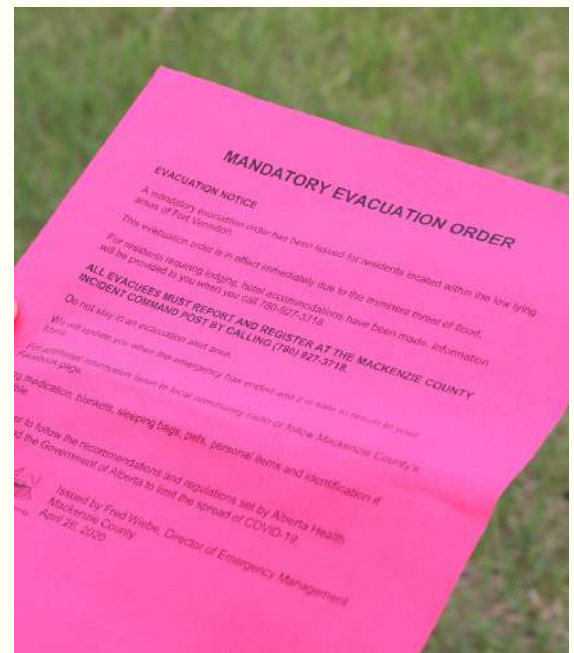 MANDATORY EVACUATION ORDER
EVACUATION NOTICE
A mandatory evacuation order has been issued for residents located within the low lying
areas of Fort Vermilion.
This evacuation order is in effect immediately due to the imminent threat of flood.
For residents requiring lodging, hotel accommodations have been made. Information
will be provided to you when you call 780-927-3718.
ALL EVACUEES MUST REPORT AND REGISTER AT THE MACKENZIE COUNTY
INCIDENT COMMAND POST BY CALLING (780) 927-3718.
Do not stay in an evacuation alert area.
We will update you when the emergency has ended and it is safe to return to your
home.
For additional information listen to local community radio or follow Mackenzie County's
Facebook page.
medication, blankets, sleeping bags, pets, personal items and identification if
to follow the recommendations and regulations set by Alberta Health
the Government of Alberta to limit the spread of COVID-19.
Issued by Fred Wiebe, Director of Emergency Management
Mackenzie County
April 26, 2020